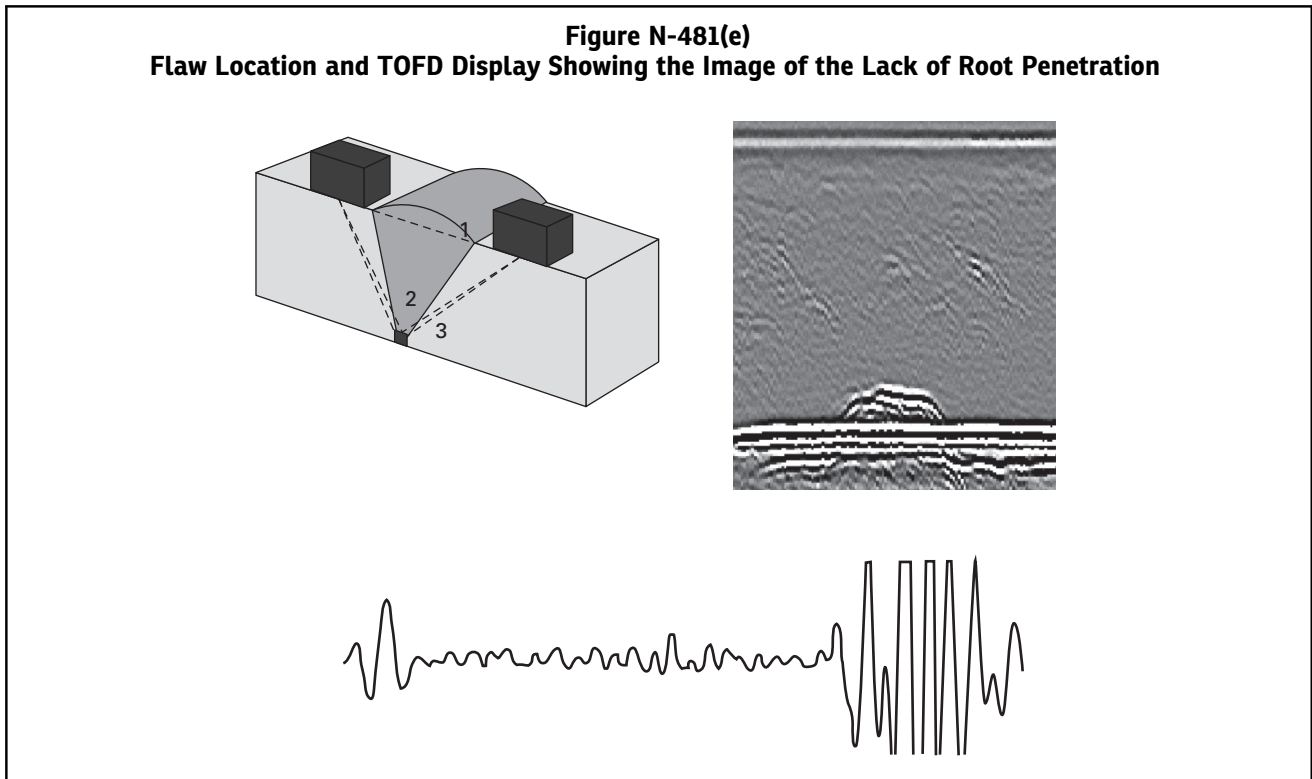 Figure N-481(e)
Flaw Location and TOFD Display Showing the Image of the Lack of Root Penetration
1
2
3